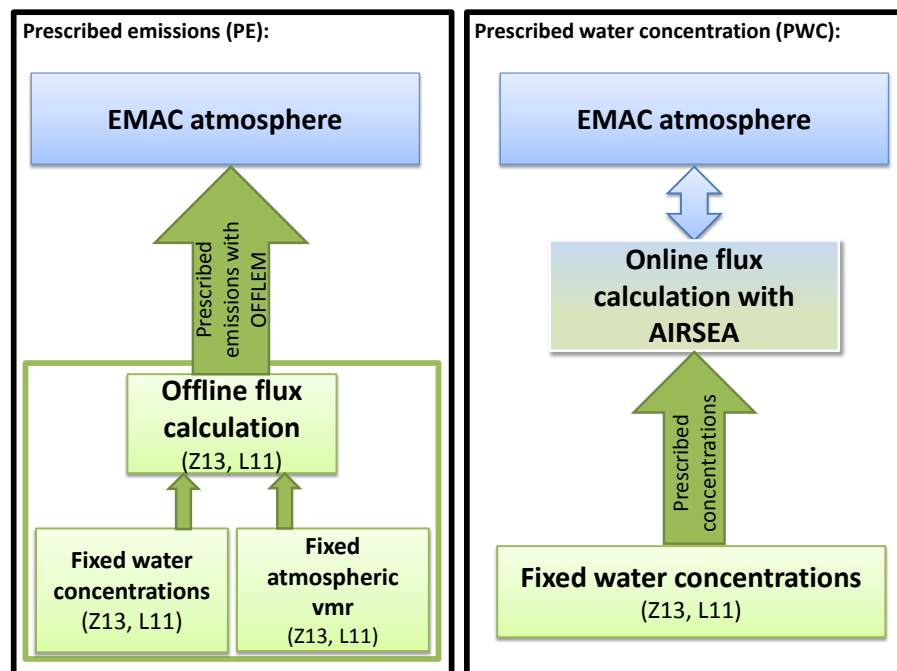 Prescribed emissions (PE):
EMAC atmosphere
Prescribed
emissions with
OFFLEM
Offline flux
calculation
(Z13, L11)
Fixed water
concentrations
(Z13, L11)
Fixed
atmospheric
vmr
(Z13, L11)
Prescribed water concentration (PWC):
EMAC atmosphere
Online flux
calculation with
AIRSEA
Prescribed
concentrations
Fixed water concentrations
(Z13, L11)